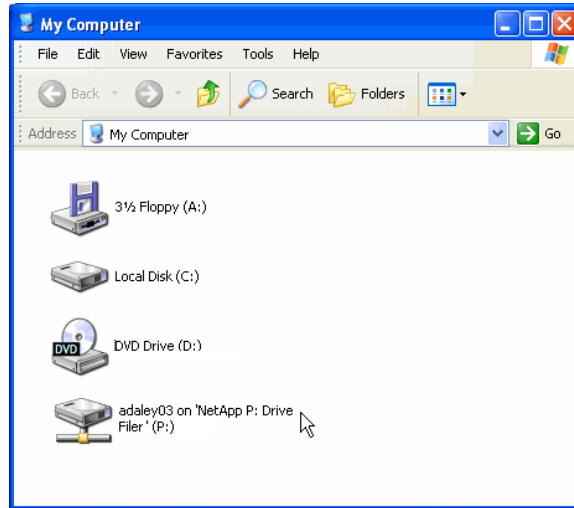 My Computer
File Edit View Favorites Tools Help
Back Search Folders
Address My Computer Go
3½ Floppy (A:)
Local Disk (C:)
DVD
DVD Drive (D:)
adaley03 on 'NetApp P: Drive
Filer ' (P:)